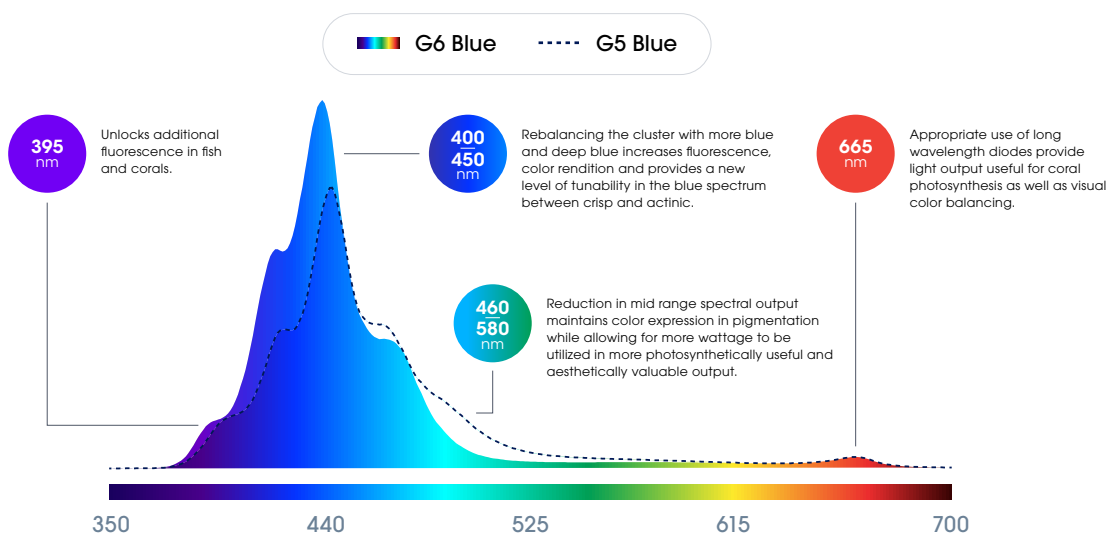 G6 Blue
G5 Blue
395
nm
Unlocks additional
fluorescence in fish
and corals.
400
450
nm
Rebalancing the cluster with more blue
and deep blue increases fluorescence,
color rendition and provides a new
level of tunability in the blue spectrum
between crisp and actinic.
665
nm
Appropriate use of long
wavelength diodes provide
light output useful for coral
photosynthesis as well as visual
color balancing.
460
580
nm
Reduction in mid range spectral output
maintains color expression in pigmentation
while allowing for more wattage to be
utilized in more photosynthetically useful and
aesthetically valuable output.
350
440
525
615
700